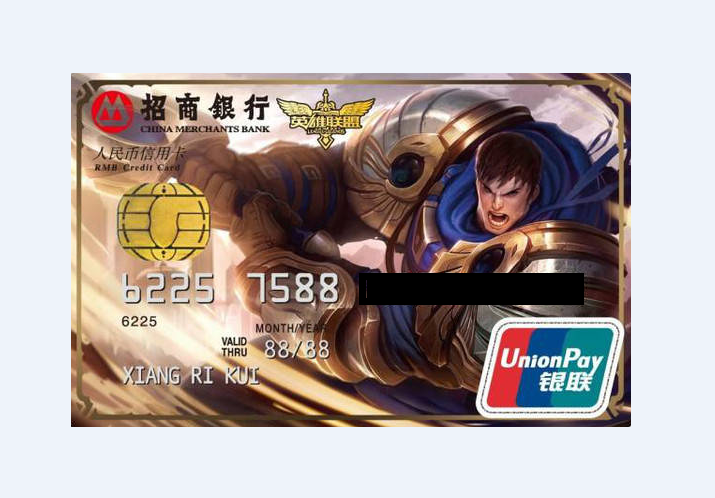 招商銀行
CHINA MERCHANTS BANK
英雄联盟
人民币信用卡
RMB Credit Card
6225 7588
6225
MONTH/YEAR
VALID THRU 88/88
XIANG RI KUI
UnionPay
银联